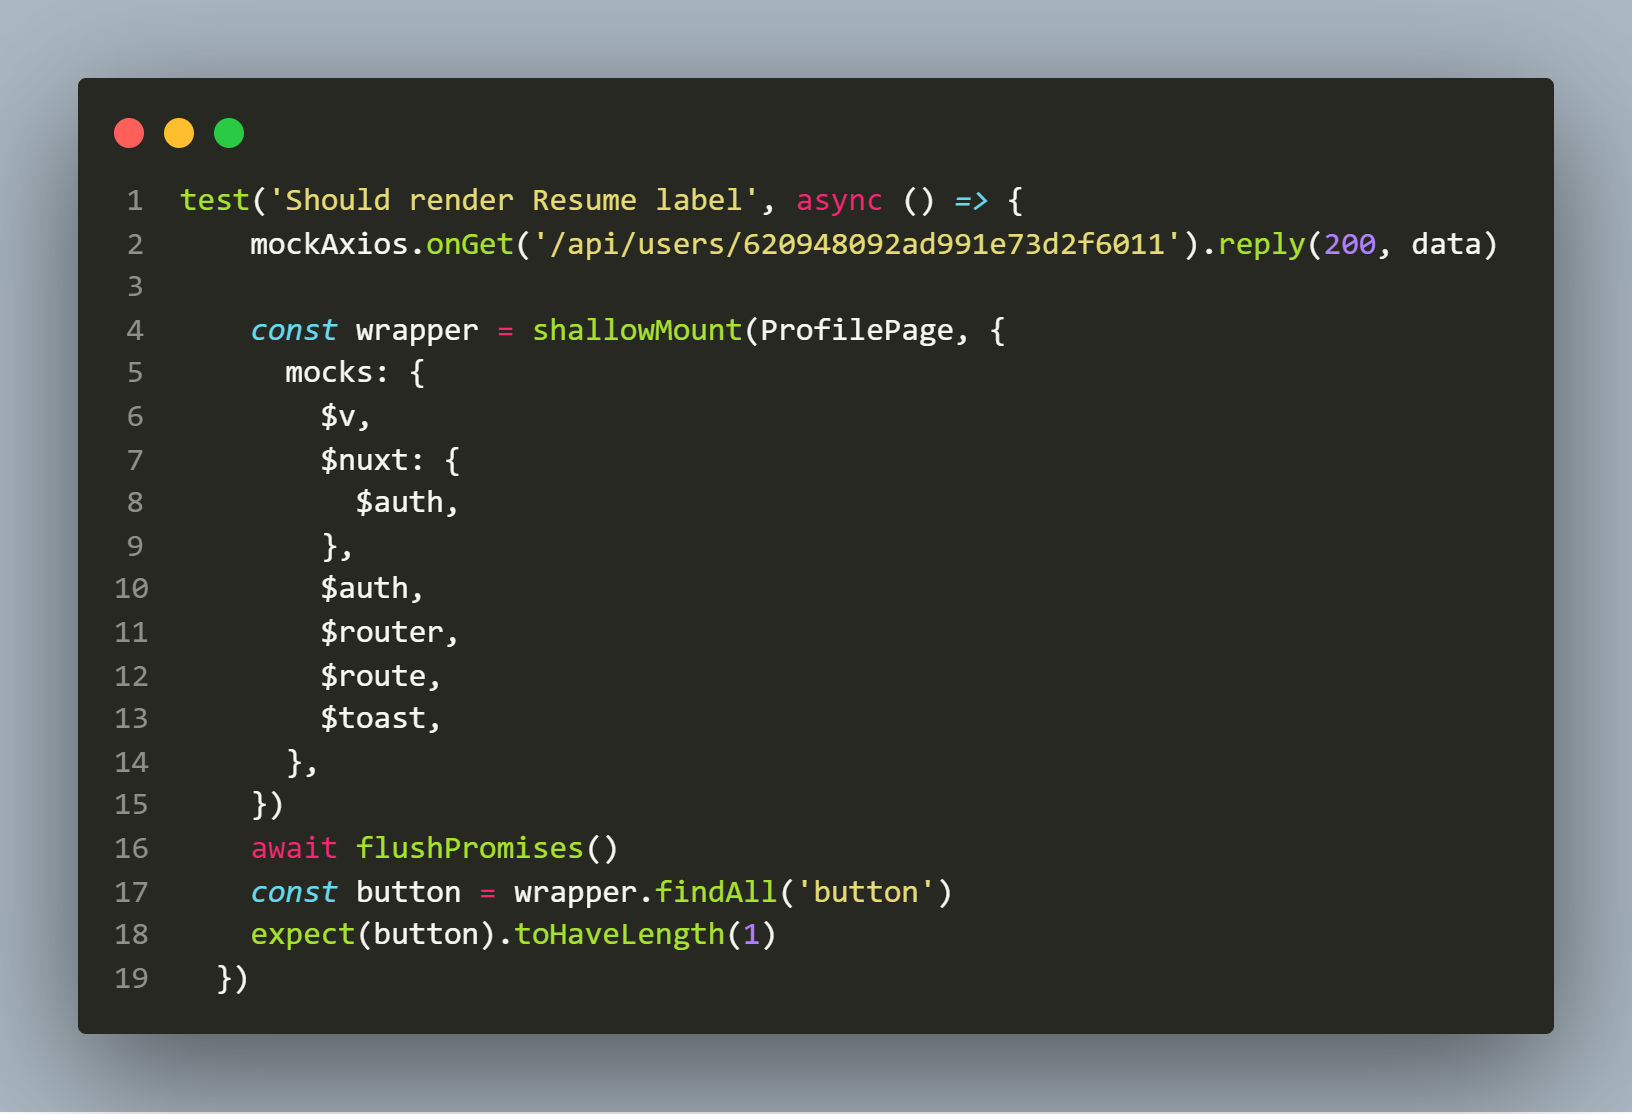 1 test('Should render Resume label', async () => {
2     mockAxios.onGet('/api/users/620948092ad991e73d2f6011').reply(200, data)
3
4     const wrapper = shallowMount(ProfilePage, {
5       mocks: {
6         $v,
7         $nuxt: {
8           $auth,
9         },
10         $auth,
11         $router,
12         $route,
13         $toast,
14       },
15     })
16     await flushPromises()
17     const button = wrapper.findAll('button')
18     expect(button).toHaveLength(1)
19   })